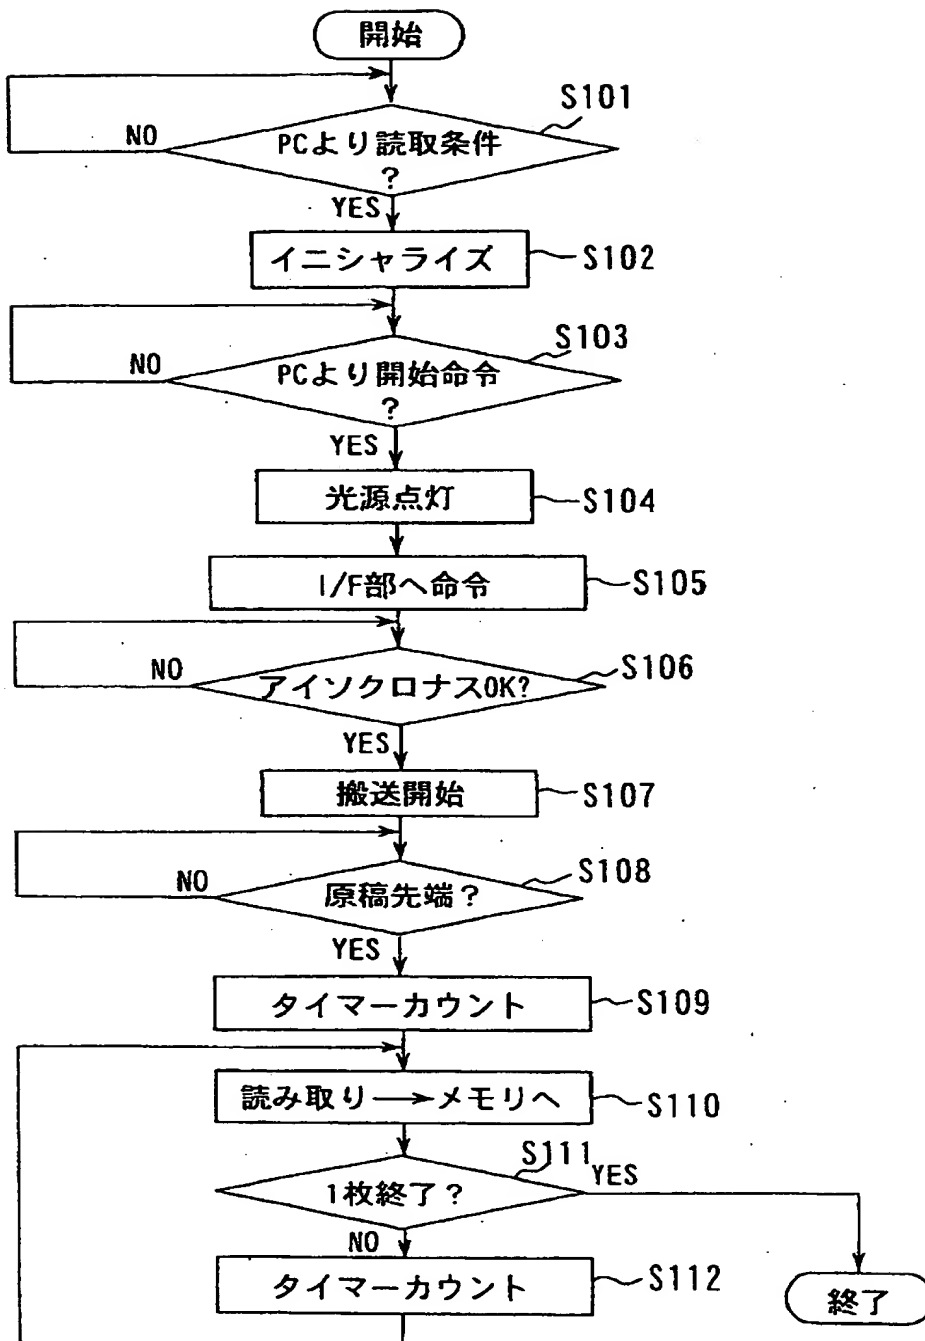 開始
S101
NO
PCより読取条件
?
YES
イニシャライズ
S102
S103
NO
PCより開始命令
?
YES
光源点灯
S104
I/F部へ命令
S105
NO
アイソクロナスOK?
S106
YES
搬送開始
S107
NO
原稿先端?
S108
YES
タイマーカウント
S109
読み取り→メモリへ
S110
S111
YES
1枚終了?
NO
タイマーカウント
S112
終了